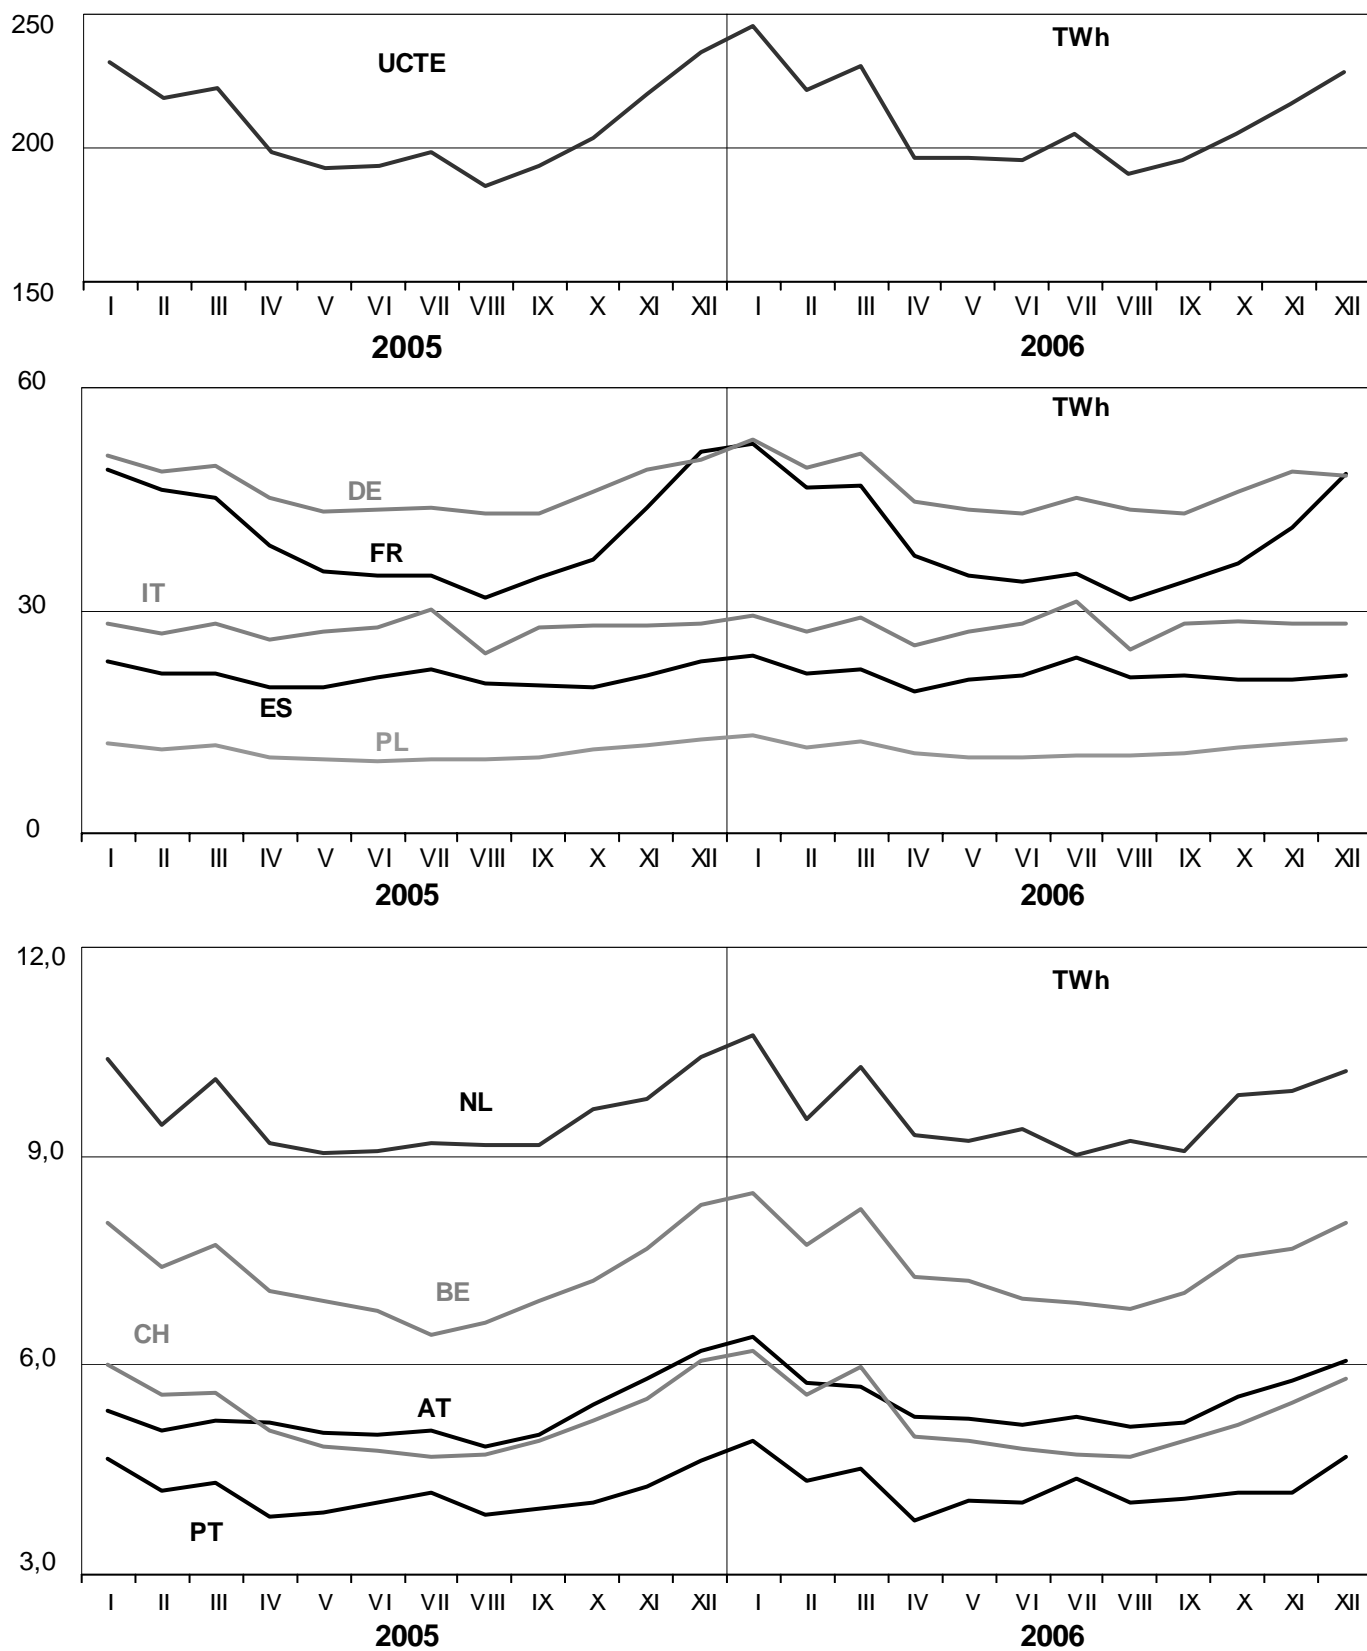 250
UCTE TWh
200
150
I II III IV V VI VII VIII IX X XI XII I II III IV V VI VII VIII IX X XI XII
2005 2006
60
TWh
DE
FR
IT
30
ES
PL
0
I II III IV V VI VII VIII IX X XI XII I II III IV V VI VII VIII IX X XI XII
2005 2006
12,0
TWh
NL
9,0
BE
CH
6,0
AT
PT
3,0
I II III IV V VI VII VIII IX X XI XII I II III IV V VI VII VIII IX X XI XII
2005 2006